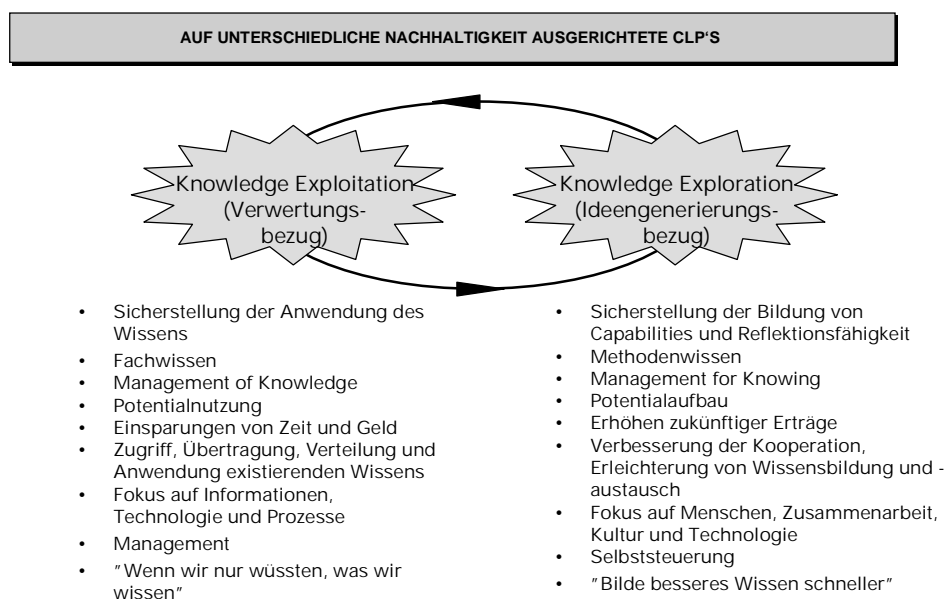 AUF UNTERSCHIEDLICHE NACHHALTIGKEIT AUSGERICHTETE CLP'S
Knowledge Exploitation
(Verwertungs-
bezug)
Knowledge Exploration
(Ideengenerierungs-
bezug)
• Sicherstellung der Anwendung des
Wissens
• Fachwissen
• Management of Knowledge
• Potentialnutzung
• Einsparungen von Zeit und Geld
• Zugriff, Übertragung, Verteilung und
Anwendung existierenden Wissens
• Fokus auf Informationen,
Technologie und Prozesse
• Management
• "Wenn wir nur wüssten, was wir
wissen"
• Sicherstellung der Bildung von
Capabilities und Reflektionsfähigkeit
• Methodenwissen
• Management for Knowing
• Potentialaufbau
• Erhöhen zukünftiger Erträge
• Verbesserung der Kooperation,
Erleichterung von Wissensbildung und -
austausch
• Fokus auf Menschen, Zusammenarbeit,
Kultur und Technologie
• Selbststeuerung
• "Bilde besseres Wissen schneller"